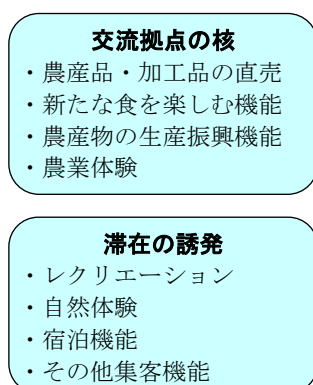 交流拠点の核
・農産品・加工品の直売
・新たな食を楽しむ機能
・農産物の生産振興機能
・農業体験
滞在の誘発
・レクリエーション
・自然体験
・宿泊機能
・その他集客機能